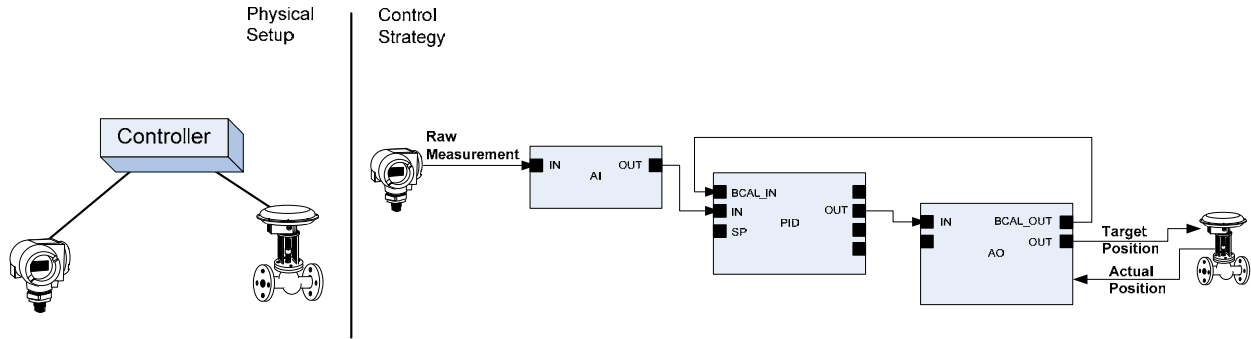 Physical
Setup
Control
Strategy
Controller
Raw
Measurement
IN
OUT
AI
BCAL_IN
IN
OUT
SP
PID
IN
BCAL_OUT
OUT
AO
Target
Position
Actual
Position